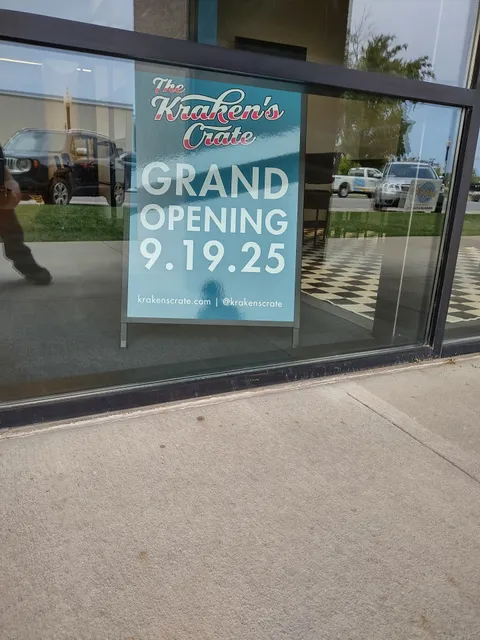 The
Kraken's
Crate
GRAND
OPENING
9.19.25
krakenscrate.com | @krakenscrate